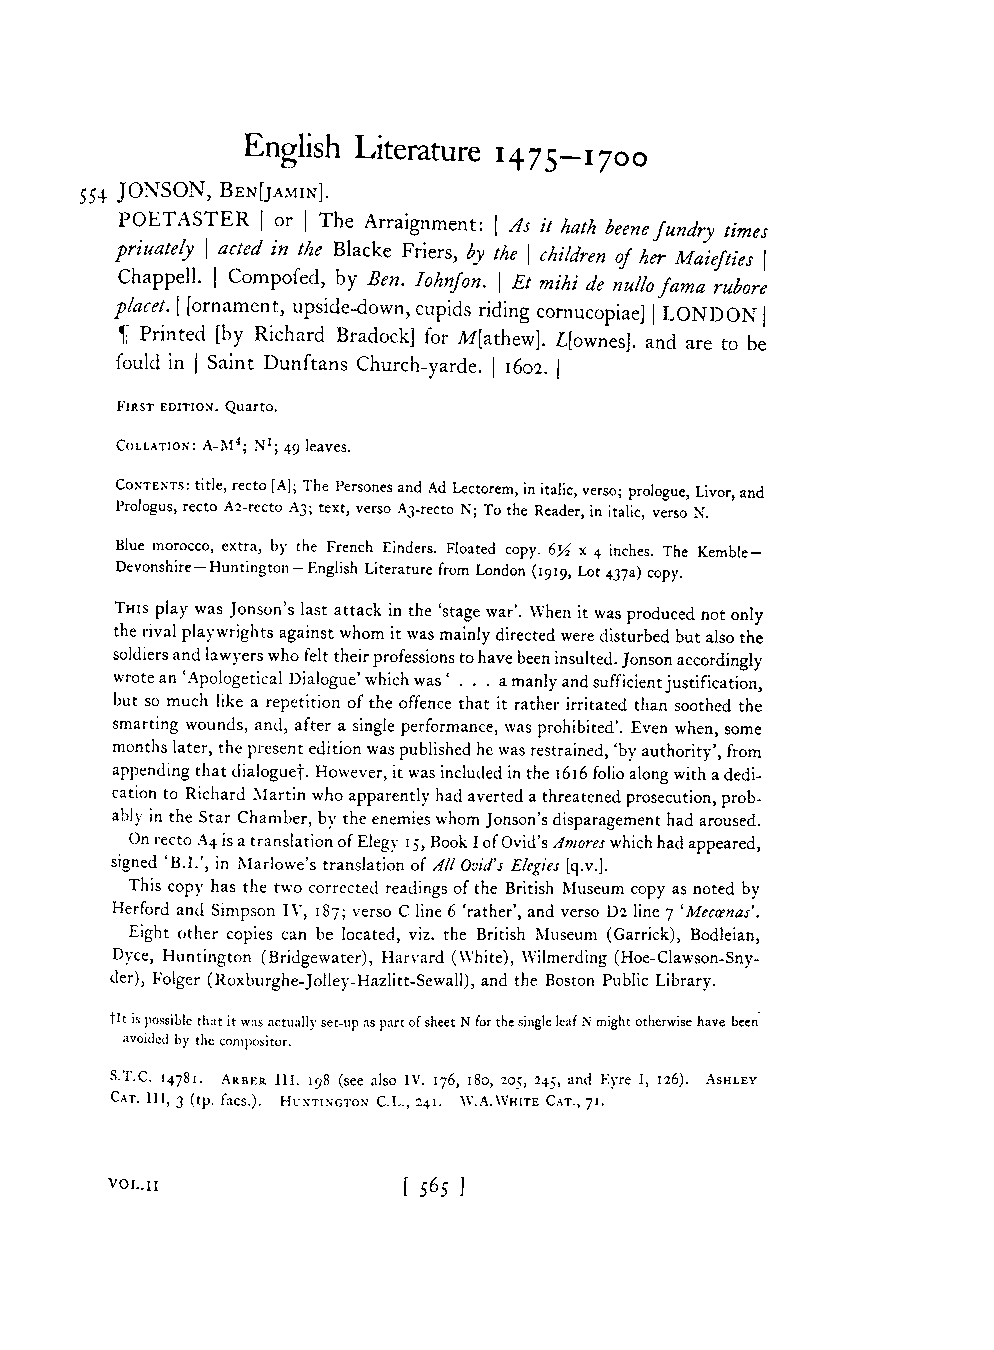 English Literature 1475–1700
554 JONSON, BEN[JAMIN].
POETASTER | or | The Arraignment: | As it hath beene ſundry times
priuately | acted in the Blacke Friers, by the | children of her Maieſties |
Chappell. | Compoſed, by Ben. Iohnſon. | Et mihi de nullo fama rubore
placet. | [ornament, upside-down, cupids riding cornucopiae] | LONDON |
¶ Printed [by Richard Bradock] for M[athew]. L[ownes]. and are to be
ſould in | Saint Dunſtans Church-yarde. | 1602. |
FIRST EDITION. Quarto.
COLLATION: A-M⁴; N¹; 49 leaves.
CONTENTS: title, recto [A]; The Persones and Ad Lectorem, in italic, verso; prologue, Livor, and
Prologus, recto A2-recto A3; text, verso A3-recto N; To the Reader, in italic, verso N.
Blue morocco, extra, by the French Binders. Floated copy. 6½ x 4 inches. The Kemble—
Devonshire—Huntington—English Literature from London (1919, Lot 437a) copy.
THIS play was Jonson's last attack in the 'stage war'. When it was produced not only
the rival playwrights against whom it was mainly directed were disturbed but also the
soldiers and lawyers who felt their professions to have been insulted. Jonson accordingly
wrote an 'Apologetical Dialogue' which was ' . . . a manly and sufficient justification,
but so much like a repetition of the offence that it rather irritated than soothed the
smarting wounds, and, after a single performance, was prohibited'. Even when, some
months later, the present edition was published he was restrained, 'by authority', from
appending that dialogue†. However, it was included in the 1616 folio along with a dedi-
cation to Richard Martin who apparently had averted a threatened prosecution, prob-
ably in the Star Chamber, by the enemies whom Jonson's disparagement had aroused.
On recto A4 is a translation of Elegy 15, Book I of Ovid's Amores which had appeared,
signed 'B.I.', in Marlowe's translation of All Ovid's Elegies [q.v.].
This copy has the two corrected readings of the British Museum copy as noted by
Herford and Simpson IV, 187; verso C line 6 'rather', and verso D2 line 7 'Mecœnas'.
Eight other copies can be located, viz. the British Museum (Garrick), Bodleian,
Dyce, Huntington (Bridgewater), Harvard (White), Wilmerding (Hoe-Clawson-Sny-
der), Folger (Roxburghe-Jolley-Hazlitt-Sewall), and the Boston Public Library.
†It is possible that it was actually set-up as part of sheet N for the single leaf N might otherwise have been
avoided by the compositor.
S.T.C. 14781. ARBER III. 198 (see also IV. 176, 180, 205, 245, and Eyre I, 126). ASHLEY
CAT. III, 3 (tp. facs.). HUNTINGTON C.L., 241. W.A.WHITE CAT., 71.
VOL.II [ 565 ]